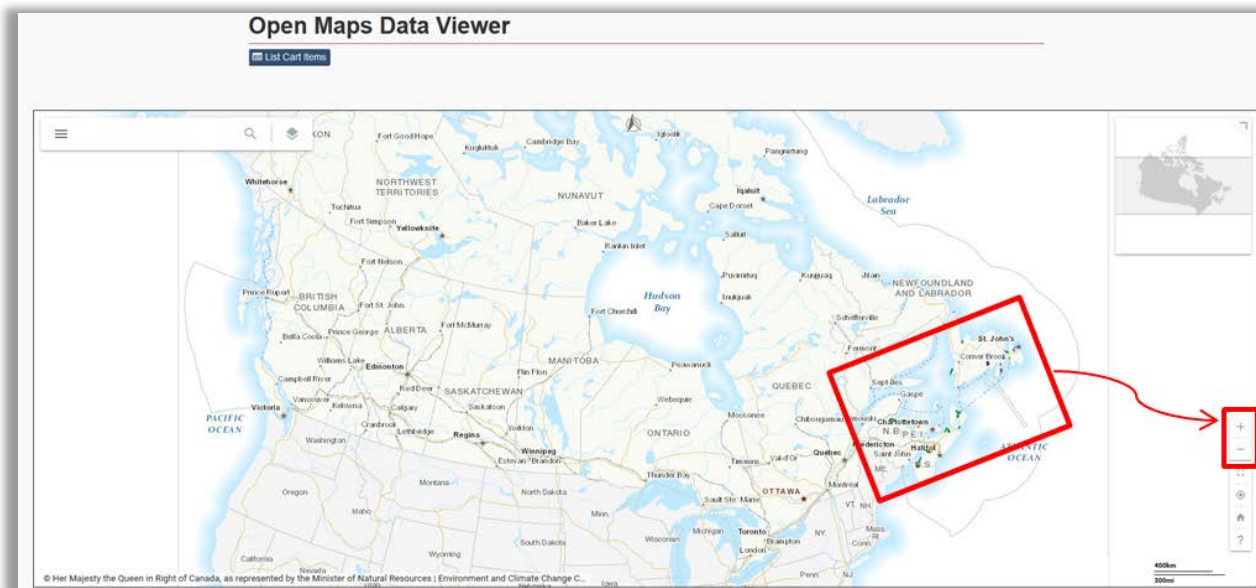 Open Maps Data Viewer
List Cart Items
Fort Good Hope
Kugluktuk
Cambridge Bay
Igloolik
Pangnirtung
Whitehorse
NORTHWEST
TERRITORIES
NUNAVUT
Iqaluit
Cape Dorset
Labrador
Sea
Tuchitua
Fort Simpson
Yellowknife
Baker Lake
Rankin Inlet
Salluit
Fort Nelson
Puvirnituq
Kuujjuaq
Nain
NEWFOUNDLAND
AND LABRADOR
Prince Rupert
BRITISH
COLUMBIA
Fort St. John
Hudson
Bay
Inukjuak
Fort Churchill
Schefferville
Bella Coola
Prince George
ALBERTA
Fort McMurray
St. John's
Fermont
Corner Brook
Williams Lake
Edmonton
MANITOBA
Flin Flon
Peawanuck
QUEBEC
Sept-Iles
Campbell River
Red Deer
SASKATCHEWAN
Webequie
Gaspe
PACIFIC
OCEAN
Victoria
Vancouver
Kelowna
Calgary
Saskatoon
Moosonee
Chibougamau
Charlottetown
Cranbrook
Lethbridge
Regina
Yorkton
ONTARIO
N.B.
P.E.I.
Washington
Winnipeg
Estevan
Brandon
Timmins
Val-d'Or
Quebec
Fredericton
Saint John
Halifax
N.S.
ATLANTIC
OCEAN
ME.
Thunder Bay
Montreal
Oregon
Montana
North Dakota
OTTAWA
Sault Ste. Marie
VT.
NH.
Idaho
Minn.
Michigan
Toronto
Brampton
NY.
Mass.
RI
South Dakota
Wisconsin
London
Conn.
California
Wyoming
Nevada
Iowa
Penn.
NJ.
© Her Majesty the Queen in Right of Canada, as represented by the Minister of Natural Resources | Environment and Climate Change C...
400km
300mi